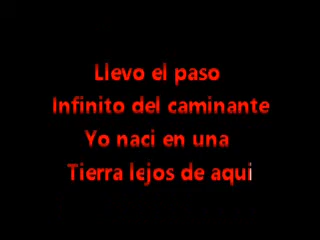 Llevo el paso
Infinito del caminante
Yo naci en una
Tierra lejos de aqui